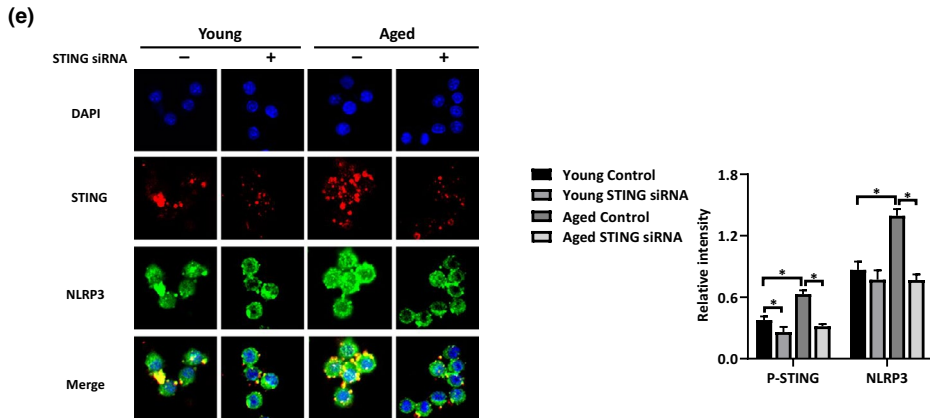 (e)
Young Aged
STING siRNA – + – +
DAPI
STING
NLRP3
Merge
Young Control
Young STING siRNA
Aged Control
Aged STING siRNA
Relative intensity
1.8
1.2
0.6
0.0
* * * * *
P-STING NLRP3